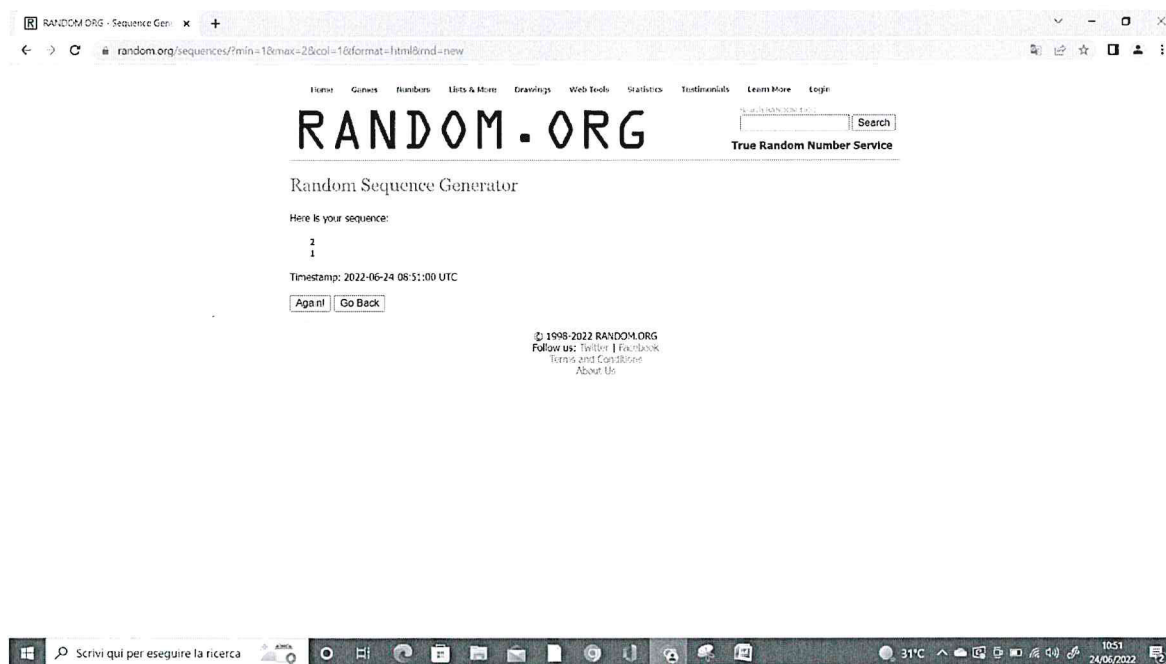 RANDOM.ORG - Sequence Gen
random.org/sequences/?min=1&max=2&col=1&format=html&rnd=new
Home Games Numbers Lists & More Drawings Web Tools Statistics Testimonials Learn More Login
RANDOM.ORG
Search
True Random Number Service
Random Sequence Generator
Here is your sequence:
2
1
Timestamp: 2022-06-24 08:51:00 UTC
Again! Go Back
© 1998-2022 RANDOM.ORG
Follow us: Twitter | Facebook
Terms and Conditions
About Us
Scrivi qui per eseguire la ricerca
31°C
10:51
24/06/2022